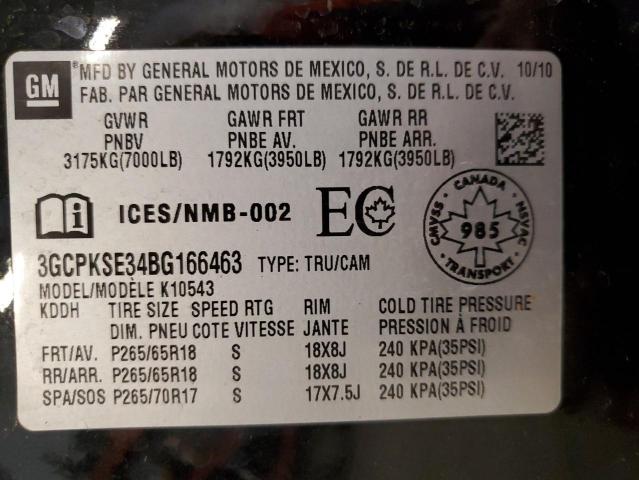 GM
MFD BY GENERAL MOTORS DE MEXICO, S. DE R.L. DE C.V. 10/10
FAB. PAR GENERAL MOTORS DE MEXICO, S. DE R.L. DE C.V.
GVWR GAWR FRT GAWR RR
PNBV PNBE AV. PNBE ARR.
3175KG(7000LB) 1792KG(3950LB) 1792KG(3950LB)
i ICES/NMB-002 EC
CANADA
CMVSS 985 NSVAC
TRANSPORT
3GCPKSE34BG166463 TYPE: TRU/CAM
MODEL/MODÈLE K10543
KDDH TIRE SIZE SPEED RTG RIM COLD TIRE PRESSURE
DIM. PNEU COTE VITESSE JANTE PRESSION À FROID
FRT/AV. P265/65R18 S 18X8J 240 KPA(35PSI)
RR/ARR. P265/65R18 S 18X8J 240 KPA(35PSI)
SPA/SOS P265/70R17 S 17X7.5J 240 KPA(35PSI)